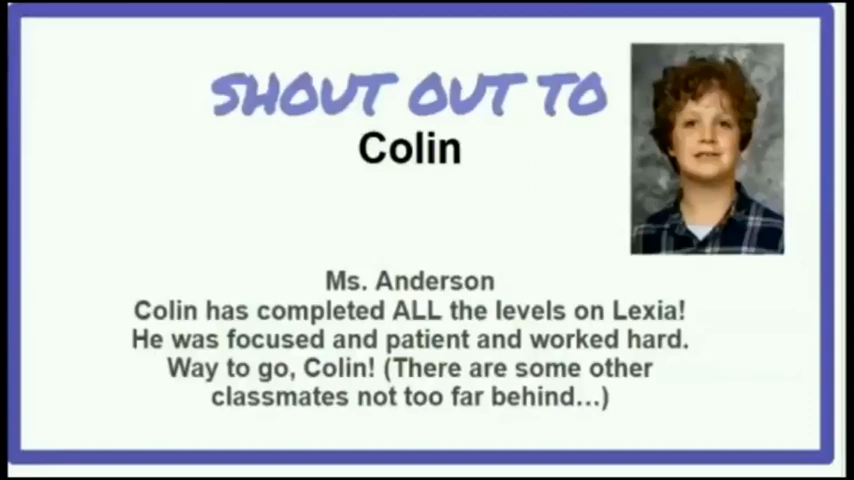 SHOUT OUT TO
Colin
Ms. Anderson
Colin has completed ALL the levels on Lexia!
He was focused and patient and worked hard.
Way to go, Colin! (There are some other
classmates not too far behind...)